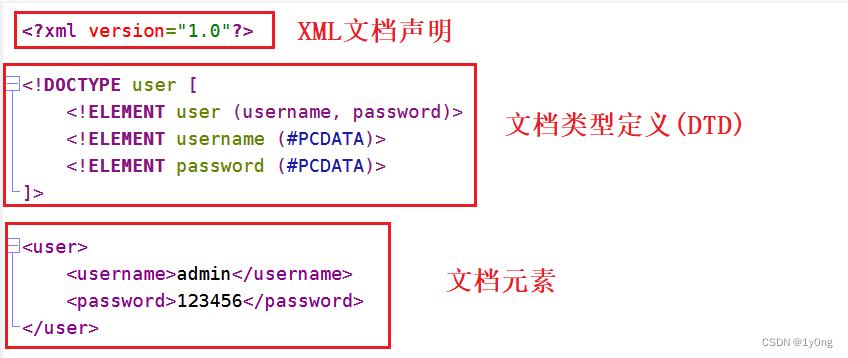 <?xml version="1.0"?>
XML文档声明
<!DOCTYPE user [
<!ELEMENT user (username, password)>
<!ELEMENT username (#PCDATA)>
<!ELEMENT password (#PCDATA)>
]>
文档类型定义(DTD)
<user>
<username>admin</username>
<password>123456</password>
</user>
文档元素
CSDN @1y0ng